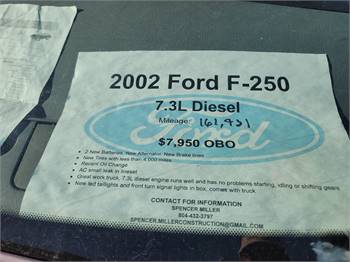 2002 Ford F-250
7.3L Diesel
Mileage: 161,931
$7,950 OBO
Ford
• 2 New Batteries, New Alternator, New Brake lines
• New Tires with less than 4,000 miles
• Recent Oil Change
• AC small leak in lineset
• Great work truck, 7.3L diesel engine runs well and has no problems starting, idling or shifting gears
• New led taillights and front turn signal lights in box, comes with truck
CONTACT FOR INFORMATION
SPENCER MILLER
804-432-3797
SPENCER.MILLERCONSTRUCTION@GMAIL.COM